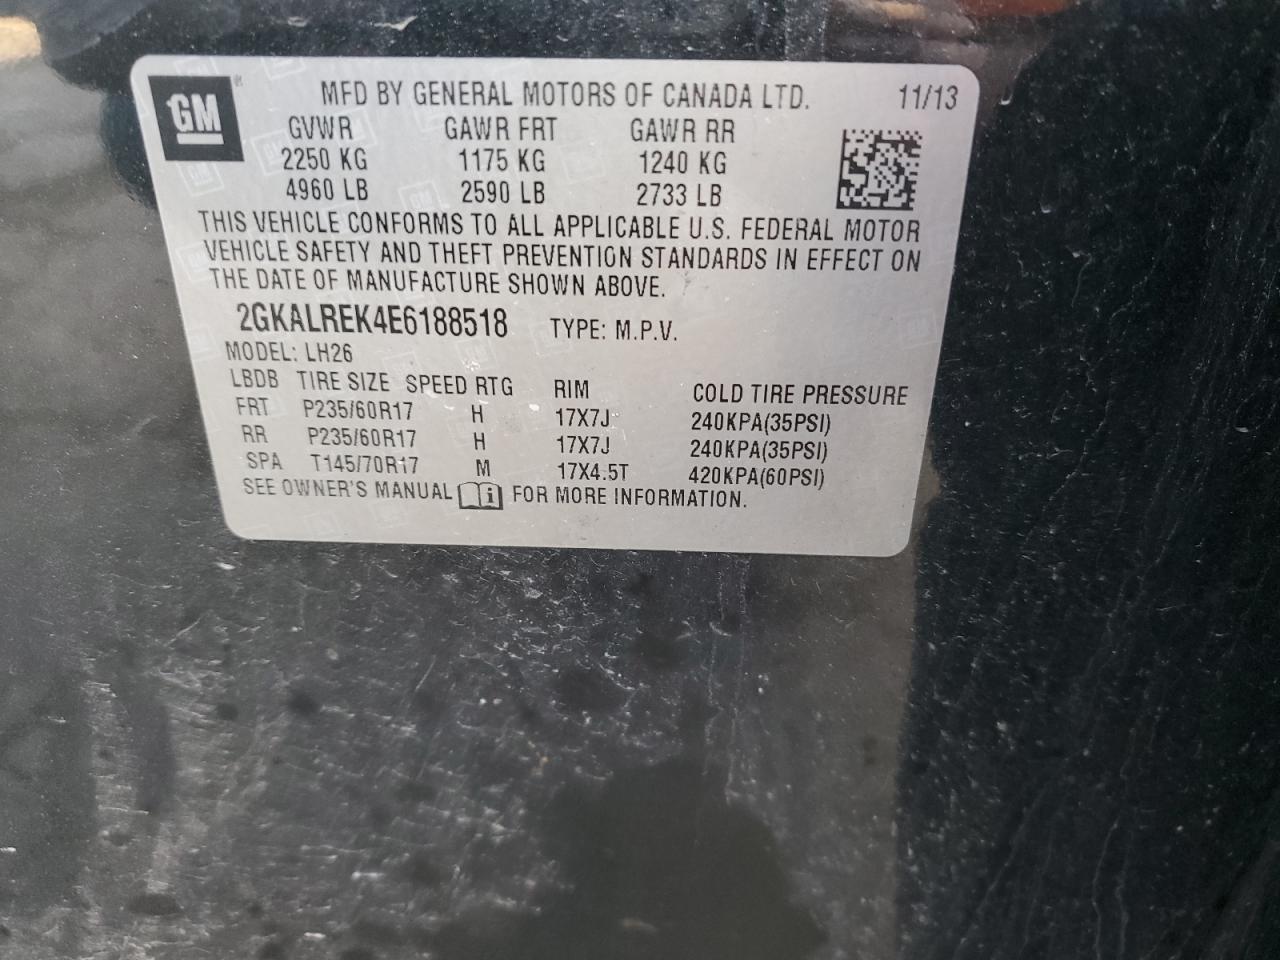 GM MFD BY GENERAL MOTORS OF CANADA LTD. 11/13
GVWR GAWR FRT GAWR RR
2250 KG 1175 KG 1240 KG
4960 LB 2590 LB 2733 LB
THIS VEHICLE CONFORMS TO ALL APPLICABLE U.S. FEDERAL MOTOR
VEHICLE SAFETY AND THEFT PREVENTION STANDARDS IN EFFECT ON
THE DATE OF MANUFACTURE SHOWN ABOVE.
2GKALREK4E6188518 TYPE: M.P.V.
MODEL: LH26
LBDB TIRE SIZE SPEED RTG RIM COLD TIRE PRESSURE
FRT P235/60R17 H 17X7J 240KPA(35PSI)
RR P235/60R17 H 17X7J 240KPA(35PSI)
SPA T145/70R17 M 17X4.5T 420KPA(60PSI)
SEE OWNER'S MANUAL i FOR MORE INFORMATION.